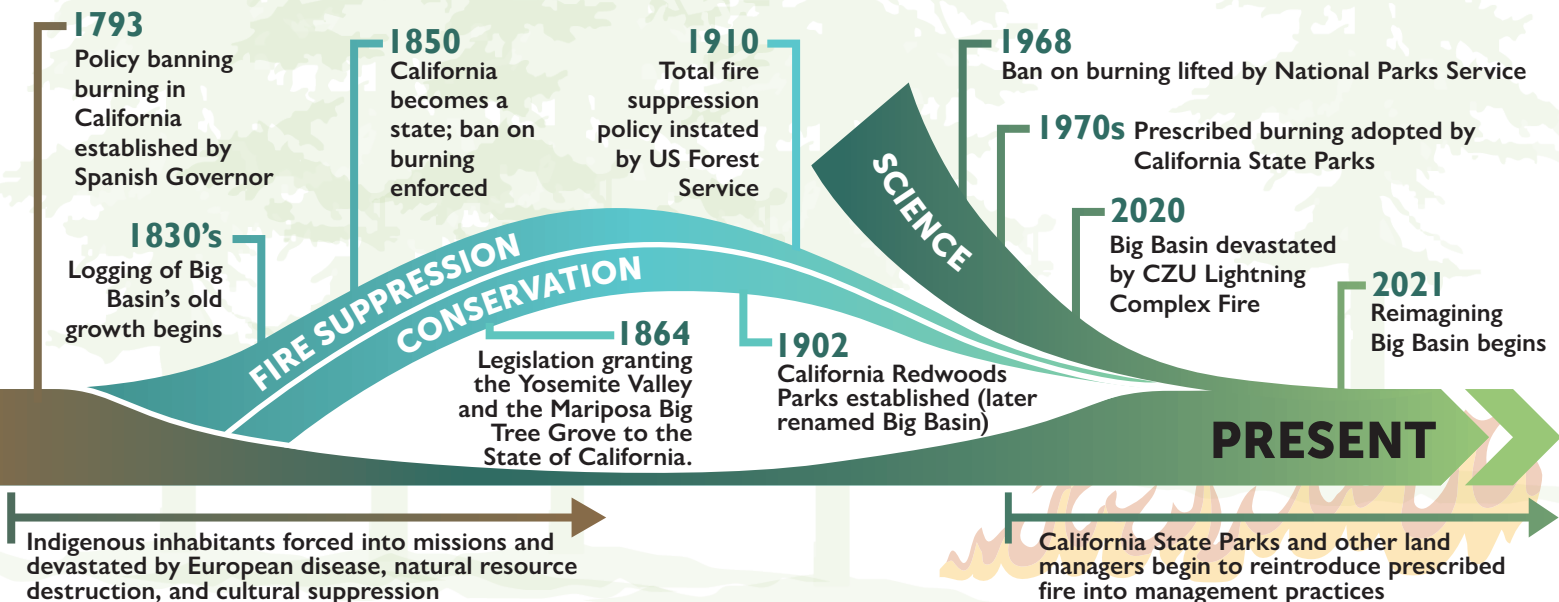 1793
Policy banning
burning in
California
established by
Spanish Governor
1830's
Logging of Big
Basin's old
growth begins
1850
California
becomes a
state; ban on
burning
enforced
FIRE SUPPRESSION
CONSERVATION
1864
Legislation granting
the Yosemite Valley
and the Mariposa Big
Tree Grove to the
State of California.
1910
Total fire
suppression
policy instated
by US Forest
Service
1902
California Redwoods
Parks established (later
renamed Big Basin)
SCIENCE
1968
Ban on burning lifted by National Parks Service
1970s Prescribed burning adopted by
California State Parks
2020
Big Basin devastated
by CZU Lightning
Complex Fire
2021
Reimagining
Big Basin begins
PRESENT
Indigenous inhabitants forced into missions and
devastated by European disease, natural resource
destruction, and cultural suppression
California State Parks and other land
managers begin to reintroduce prescribed
fire into management practices